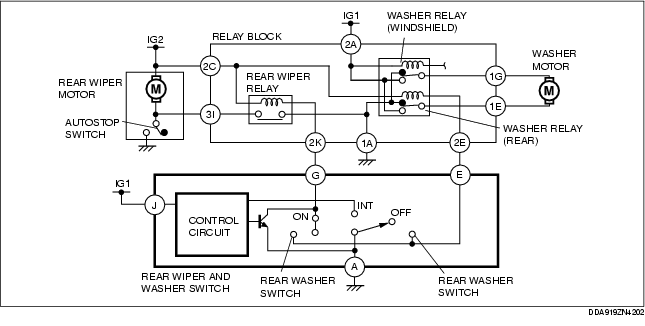 IG1
WASHER RELAY
(WINDSHIELD)
IG2
RELAY BLOCK
2A
WASHER
MOTOR
2C
REAR WIPER
MOTOR
REAR WIPER
RELAY
1G
M
M
3I
1E
AUTOSTOP
SWITCH
WASHER RELAY
(REAR)
2K
1A
2E
G
E
IG1
J
INT
ON
OFF
CONTROL
CIRCUIT
A
REAR WIPER AND
WASHER SWITCH
REAR WASHER
SWITCH
REAR WASHER
SWITCH
DDA919ZN4202